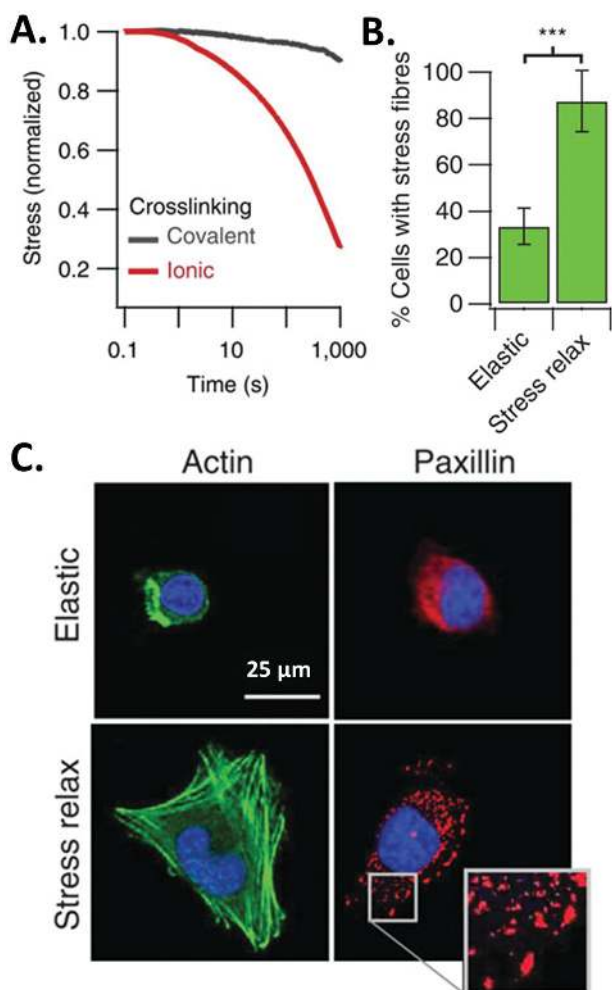 A.
Stress (normalized)
1.0
0.8
0.6
0.4
0.2
Crosslinking
Covalent
Ionic
0.1
10
1,000
Time (s)
B.
***
% Cells with stress fibres
100
80
60
40
20
0
Elastic
Stress relax
C.
Actin
Paxillin
Elastic
25 µm
Stress relax